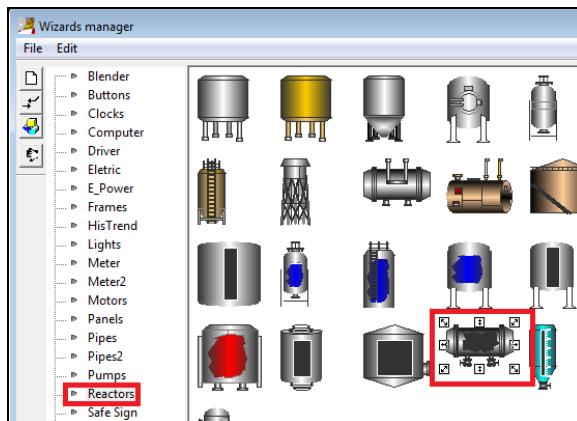 Wizards manager
File Edit
Blender
Buttons
Clocks
Computer
Driver
Eletric
E_Power
Frames
HisTrend
Lights
Meter
Meter2
Motors
Panels
Pipes
Pipes2
Pumps
Reactors
Safe Sign